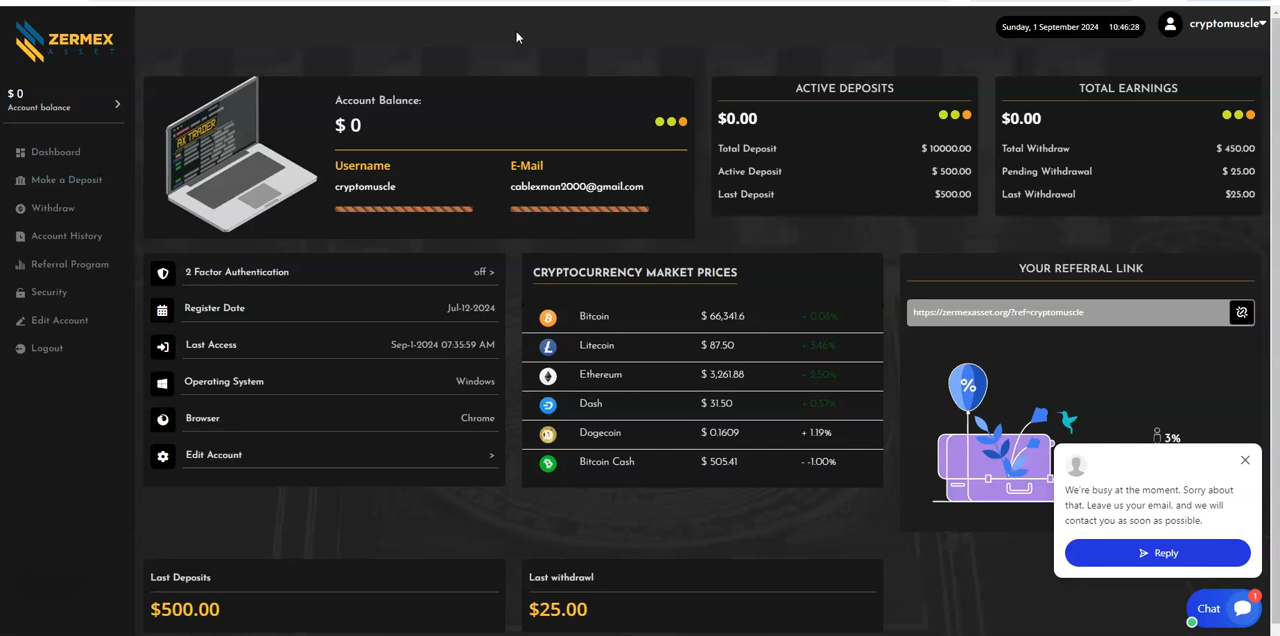 ZERMEX
ASSET
Sunday, 1 September 2024 10:46:28
cryptomuscle
$ 0
Account balance
Dashboard
Make a Deposit
Withdraw
Account History
Referral Program
Security
Edit Account
Logout
AX TRADER
Account Balance:
$ 0
Username
cryptomuscle
E-Mail
cablexman2000@gmail.com
ACTIVE DEPOSITS
$0.00
Total Deposit $ 10000.00
Active Deposit $ 500.00
Last Deposit $500.00
TOTAL EARNINGS
$0.00
Total Withdraw $ 450.00
Pending Withdrawal $ 25.00
Last Withdrawal $25.00
2 Factor Authentication off >
Register Date Jul-12-2024
Last Access Sep-1-2024 07:35:59 AM
Operating System Windows
Browser Chrome
Edit Account >
CRYPTOCURRENCY MARKET PRICES
Bitcoin $ 66,341.6 + 0.08%
Litecoin $ 87.50 + 3.46%
Ethereum $ 3,261.88 + 2.50%
Dash $ 31.50 + 0.57%
Dogecoin $ 0.1609 + 1.19%
Bitcoin Cash $ 505.41 - -1.00%
YOUR REFERRAL LINK
https://zermexasset.org/?ref=cryptomuscle
%
3%
We're busy at the moment. Sorry about
that. Leave us your email, and we will
contact you as soon as possible.
Reply
Chat
1
Last Deposits
$500.00
Last withdrawl
$25.00